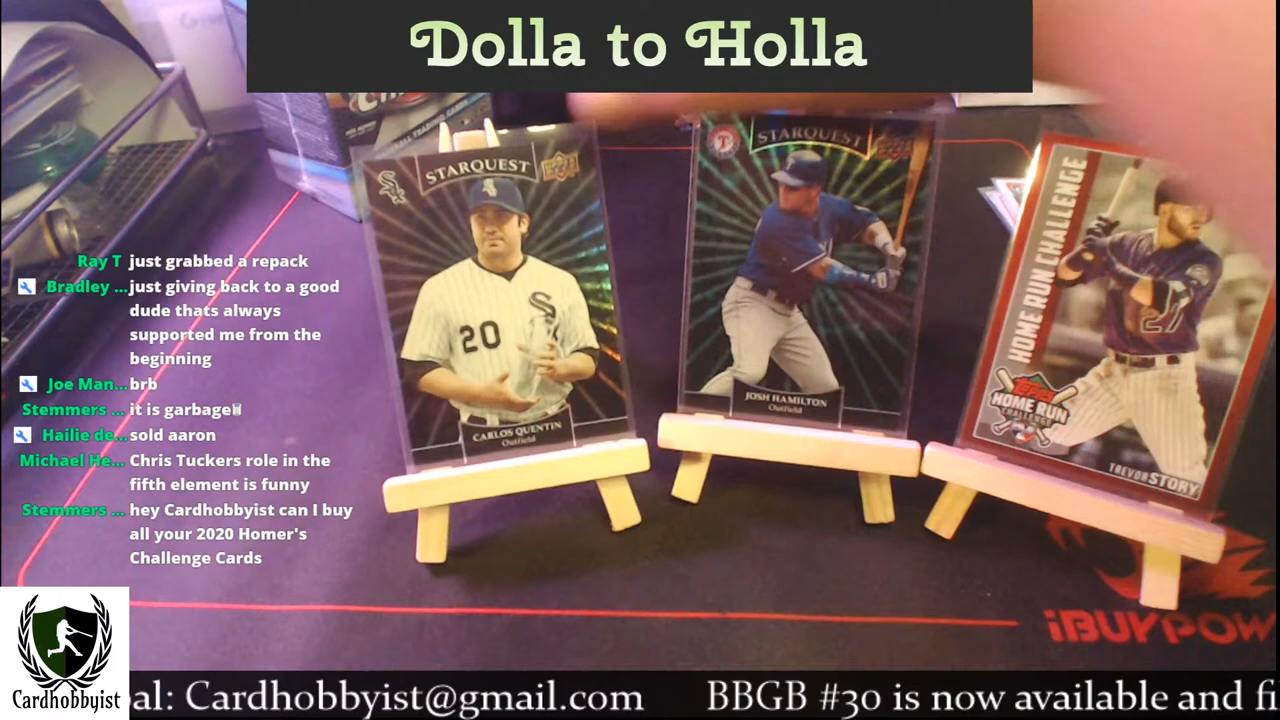 Dolla to Holla
STARQUEST
CARLOS QUENTIN
Outfield
20
STARQUEST
JOSH HAMILTON
Outfield
HOME RUN CHALLENGE
27
Topps
HOME RUN
CHALLENGE
TREVOR STORY
Ray T just grabbed a repack
Bradley ... just giving back to a good
dude thats always
supported me from the
beginning
Joe Man... brb
Stemmers ... it is garbage
Hailie de... sold aaron
Michael He... Chris Tuckers role in the
fifth element is funny
Stemmers ... hey Cardhobbyist can I buy
all your 2020 Homer's
Challenge Cards
iBUYPOW
Cardhobbyist
al: Cardhobbyist@gmail.com BBGB #30 is now available and fi